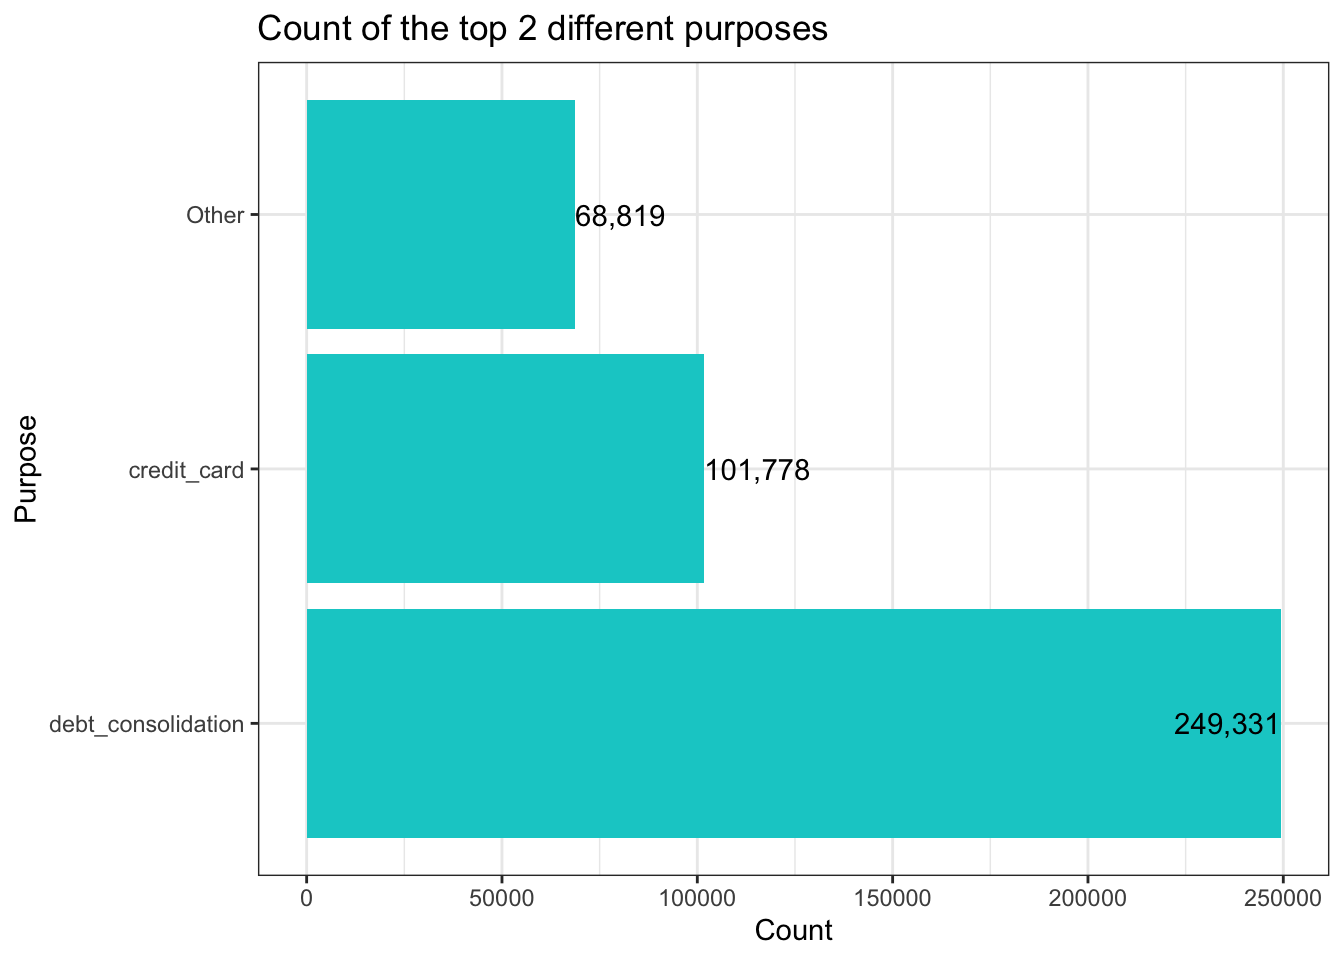 Count of the top 2 different purposes
Purpose
Other
68,819
credit_card
101,778
debt_consolidation
249,331
0 50000 100000 150000 200000 250000
Count